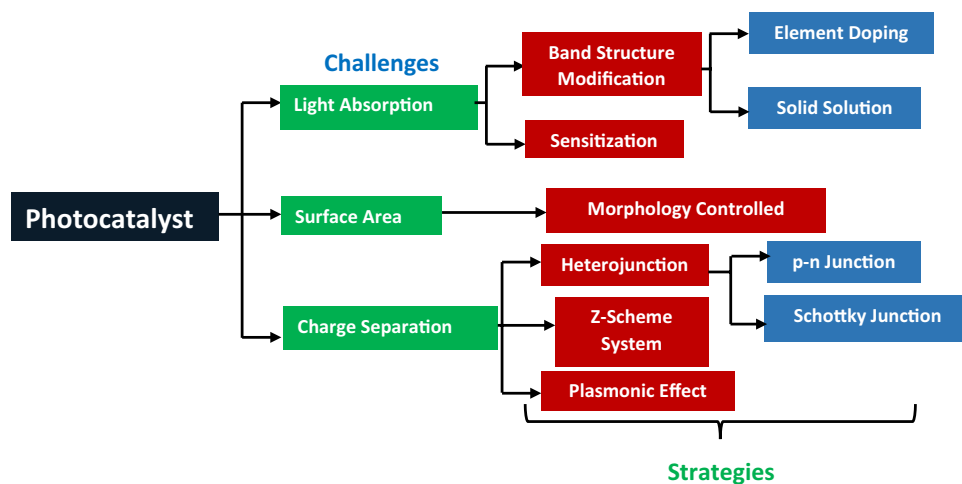 Element Doping
Challenges
Band Structure
Modification
Light Absorption
Solid Solution
Sensitization
Photocatalyst
Surface Area
Morphology Controlled
Heterojunction
p-n Junction
Charge Separation
Z-Scheme
System
Schottky Junction
Plasmonic Effect
Strategies